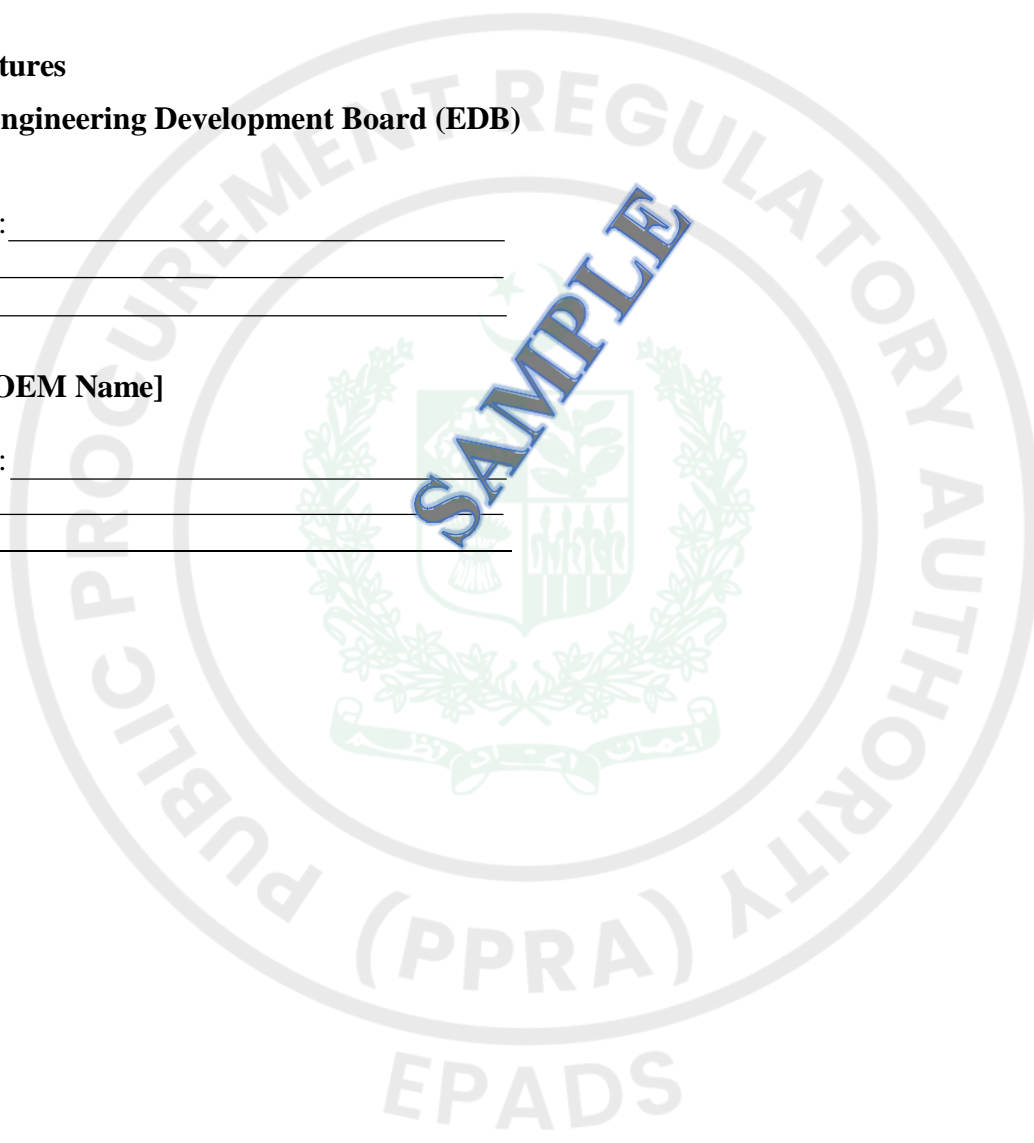 tures
ngineering Development Board (EDB)
:
OEM Name]
:
SAMPLE
PUBLIC PROCUREMENT REGULATORY AUTHORITY
(PPRA)
EPADS